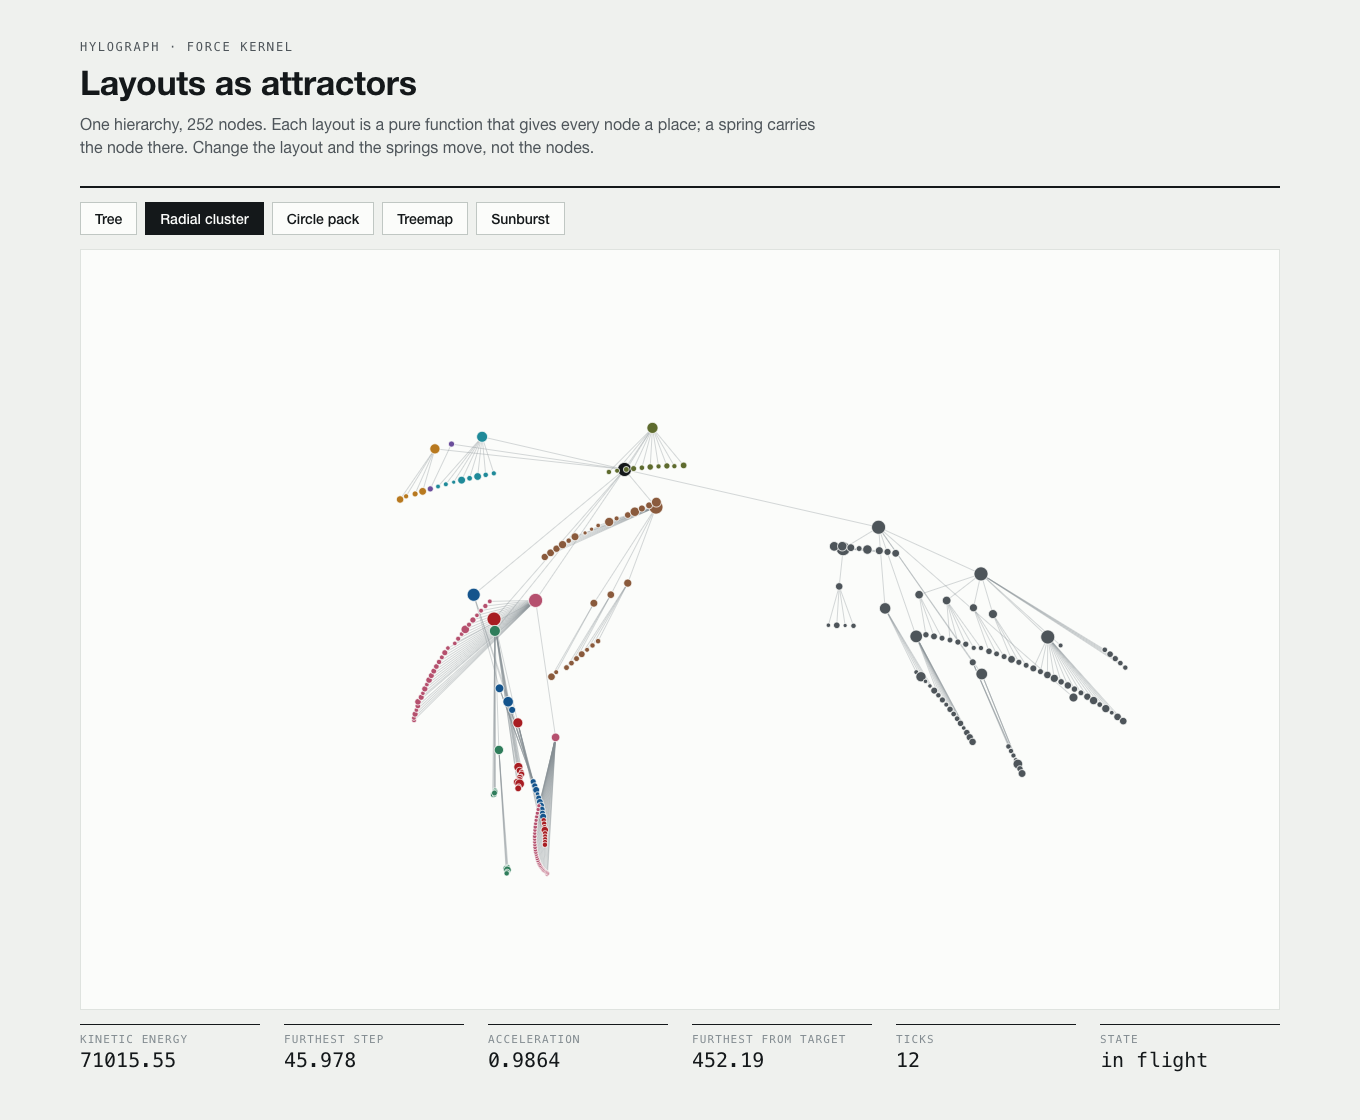 HYLOGRAPH · FORCE KERNEL
Layouts as attractors
One hierarchy, 252 nodes. Each layout is a pure function that gives every node a place; a spring carries
the node there. Change the layout and the springs move, not the nodes.
Tree
Radial cluster
Circle pack
Treemap
Sunburst
KINETIC ENERGY
71015.55
FURTHEST STEP
45.978
ACCELERATION
0.9864
FURTHEST FROM TARGET
452.19
TICKS
12
STATE
in flight